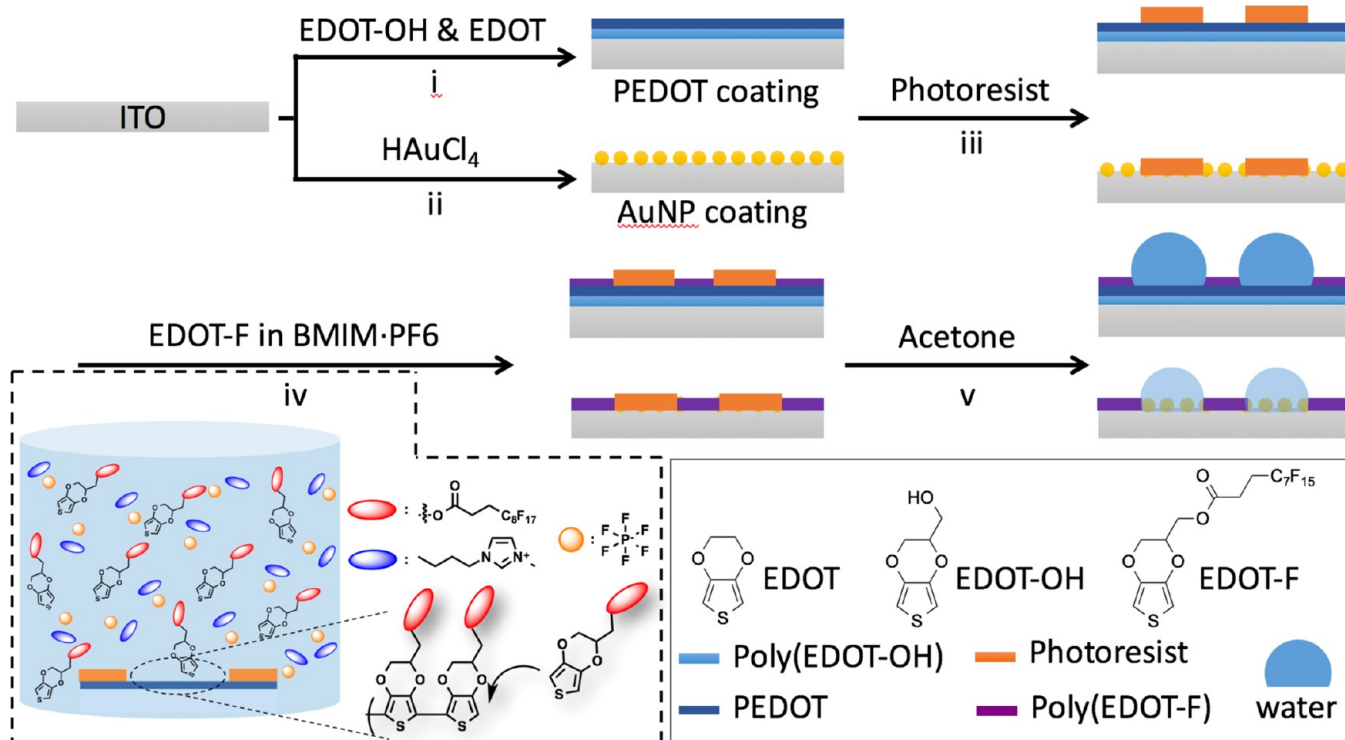 EDOT-OH & EDOT
i
ITO
PEDOT coating
Photoresist
iii
HAuCl4
ii
AuNP coating
EDOT-F in BMIM·PF6
iv
Acetone
v
O
O
C8F17
:
N
N+
:
:
F
F F
P
F F
F
O O
S
HO
O
O
C7F15
EDOT
EDOT-OH
EDOT-F
Poly(EDOT-OH)
Photoresist
PEDOT
Poly(EDOT-F)
water